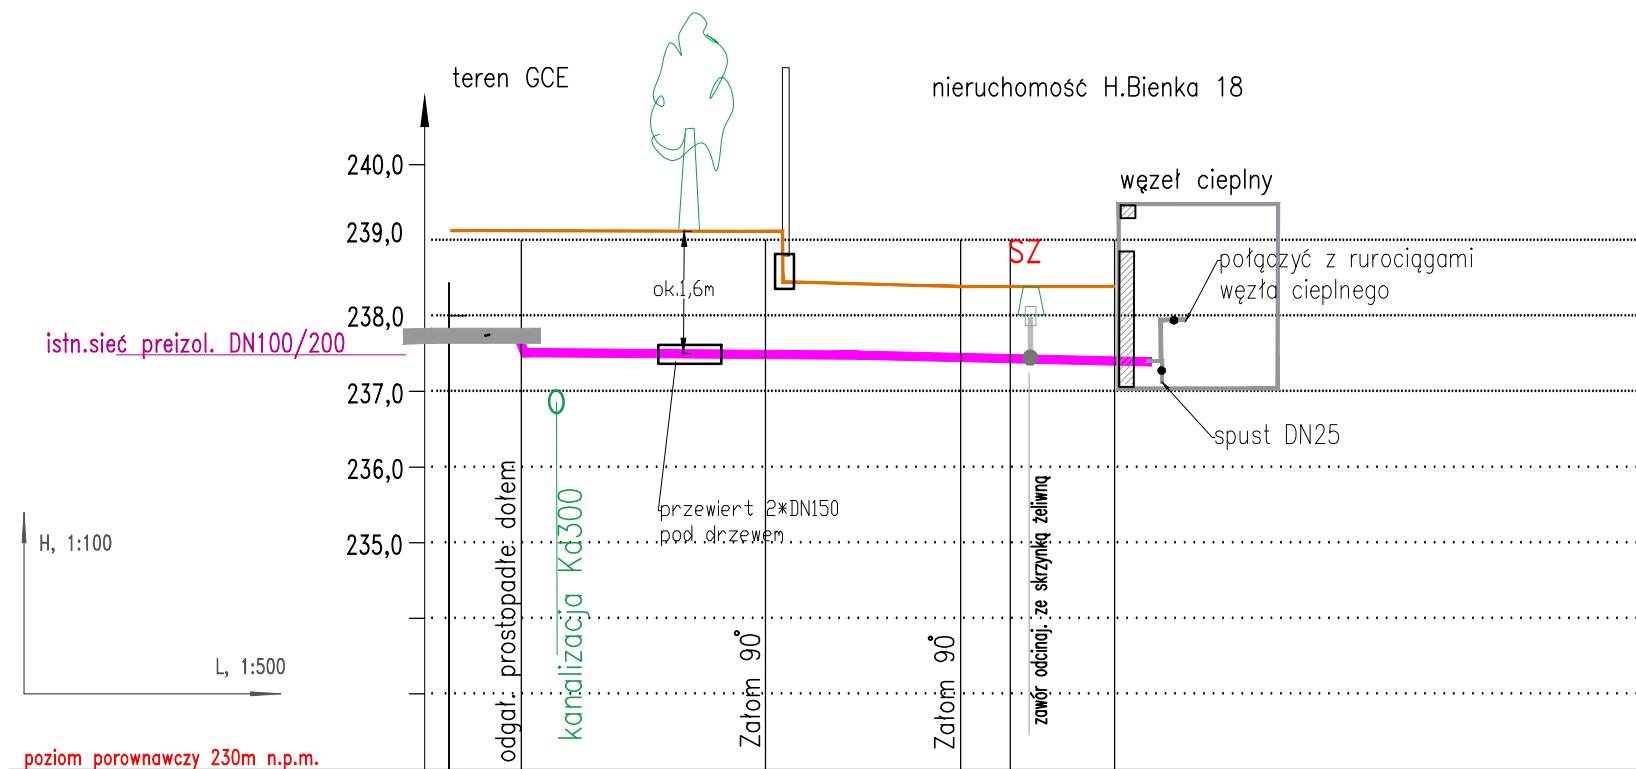 teren GCE
nieruchomość H.Bienka 18
240,0
węzeł cieplny
239,0
SZ
połączyć z rurociągami
węzła cieplnego
ok.1,6m
238,0
istn.sieć preizol. DN100/200
237,0
spust DN25
236,0
przewiert 2*DN150
pod drzewem
235,0
odgał. prostopadłe dołem
kanalizacja Kd300
Załom 90°
Załom 90°
zawór odcinaj. ze skrzynką żeliwną
H, 1:100
L, 1:500
poziom porownawczy 230m n.p.m.